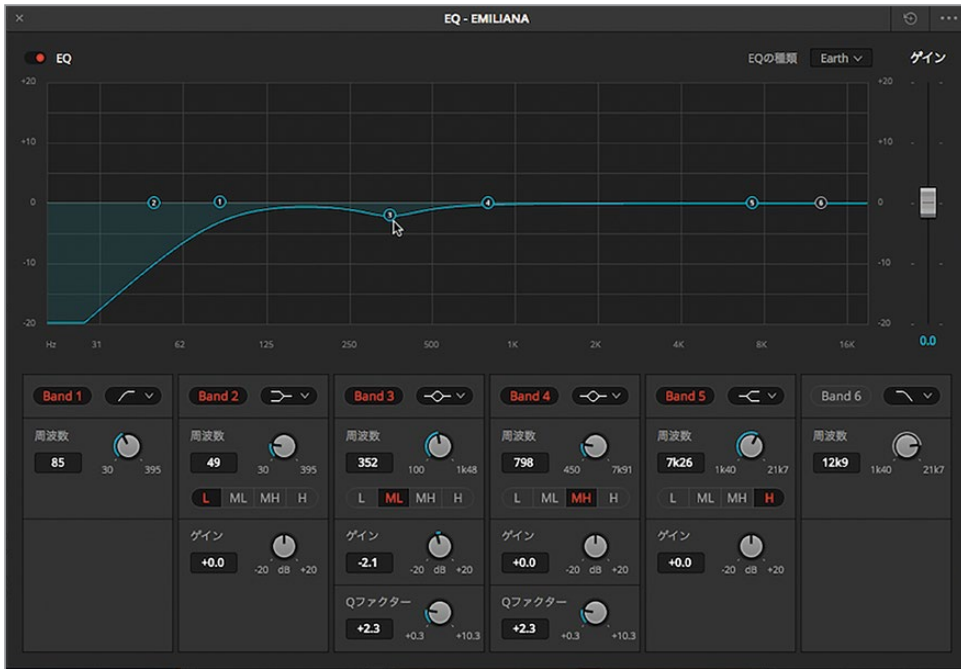 EQ - EMILIANA
EQ
EQの種類 Earth ゲイン
+20 +20
+10 +10
0 0
-10 -10
-20 -20
Hz 31 62 125 250 500 1K 2K 4K 8K 16K 0.0
Band 1 Band 2 Band 3 Band 4 Band 5 Band 6
周波数 周波数 周波数 周波数 周波数 周波数
85 49 352 798 7k26 12k9
30 395 30 395 100 1k48 450 7k91 1k40 21k7 1k40 21k7
L ML MH H L ML MH H L ML MH H L ML MH H
ゲイン ゲイン ゲイン ゲイン
+0.0 -2.1 +0.0 +0.0
-20 dB +20 -20 dB +20 -20 dB +20 -20 dB +20
Qファクター Qファクター
+2.3 +2.3
+0.3 +10.3 +0.3 +10.3
2 1 3 4 5 6